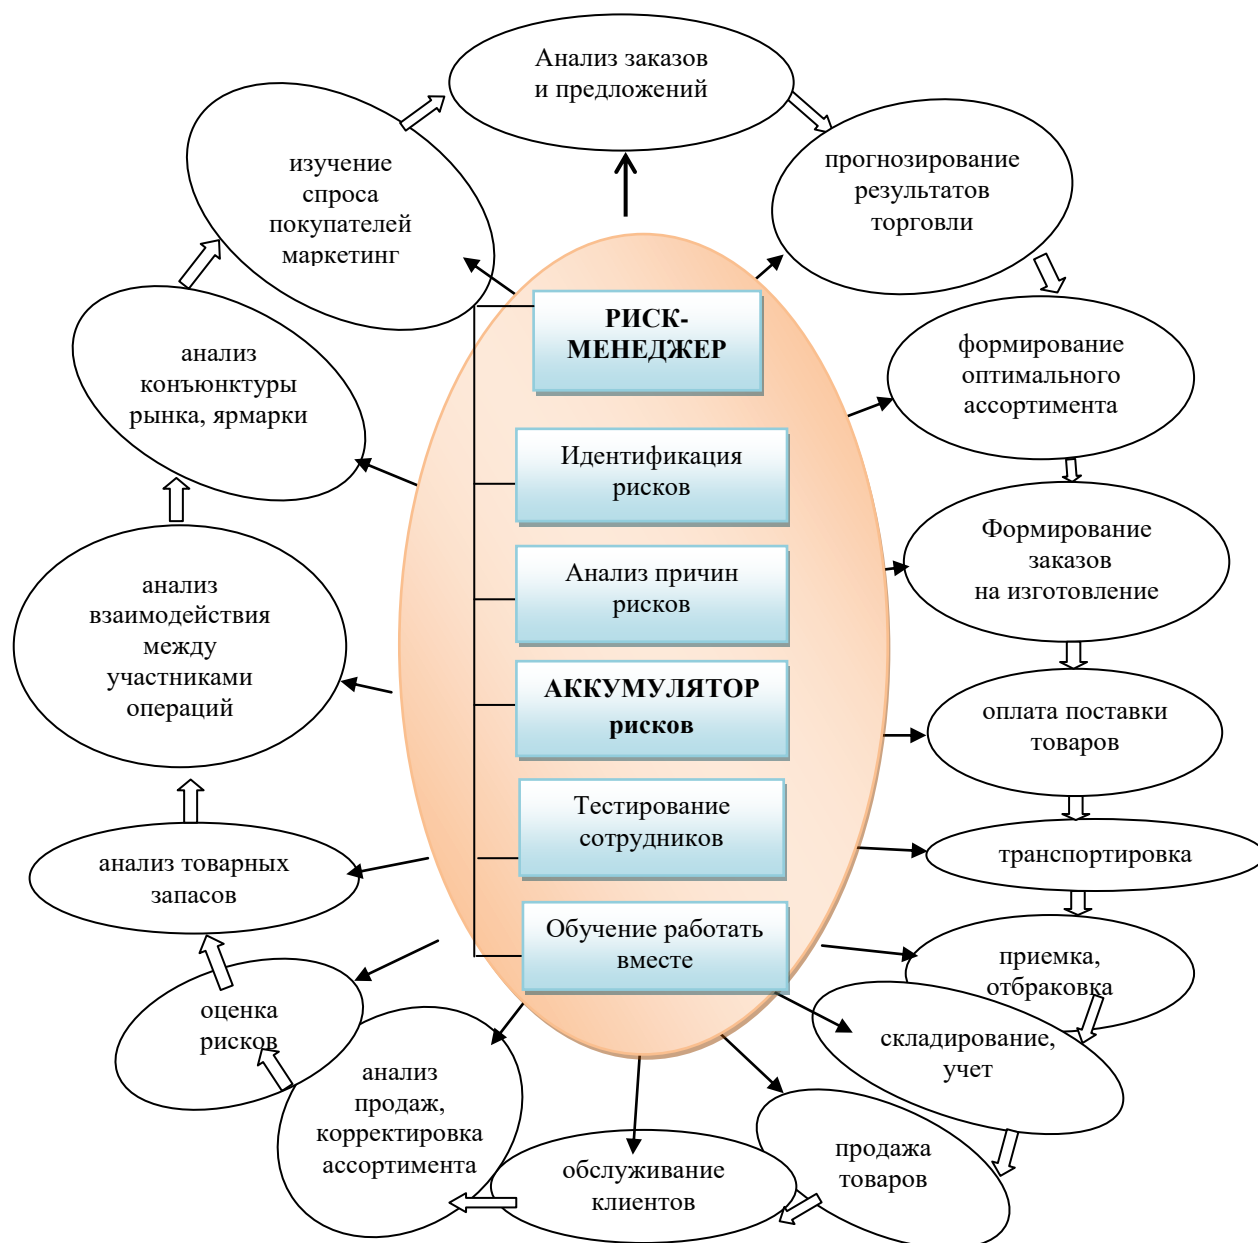 Анализ заказов
и предложений
прогнозирование
результатов
торговли
формирование
оптимального
ассортимента
Формирование
заказов
на изготовление
оплата поставки
товаров
транспортировка
приемка,
отбраковка
складирование,
учет
продажа
товаров
обслуживание
клиентов
анализ
продаж,
корректировка
ассортимента
оценка
рисков
анализ товарных
запасов
анализ
взаимодействия
между
участниками
операций
анализ
конъюнктуры
рынка, ярмарки
изучение
спроса
покупателей
маркетинг
РИСК-
МЕНЕДЖЕР
Идентификация
рисков
Анализ причин
рисков
АККУМУЛЯТОР
рисков
Тестирование
сотрудников
Обучение работать
вместе